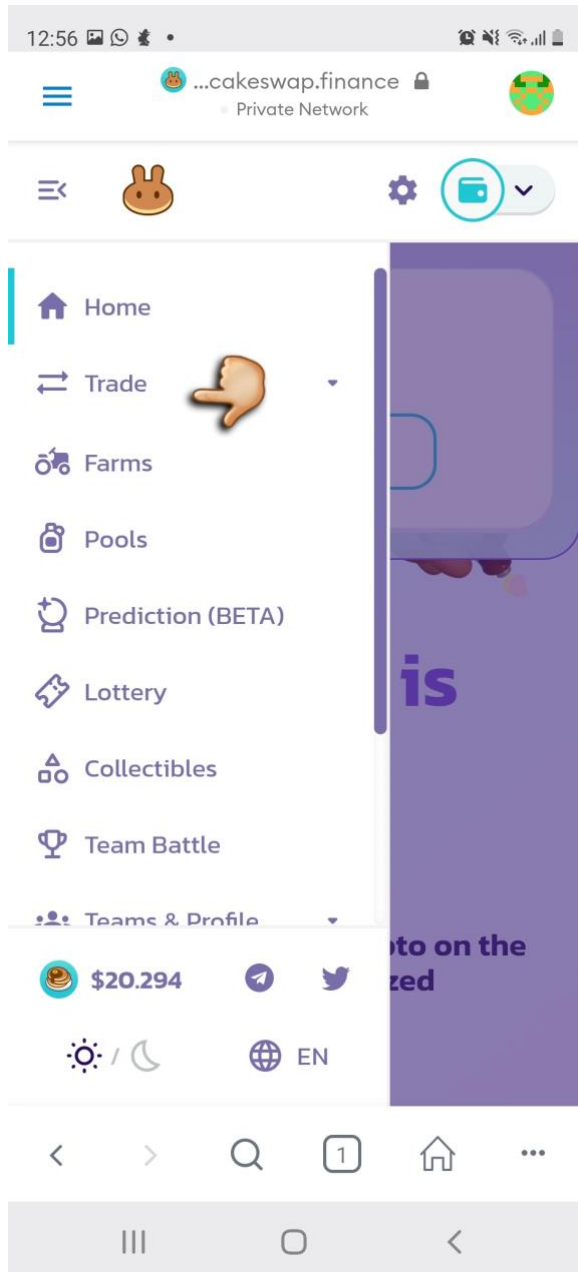 12:56
...cakeswap.finance
Private Network
Home
Trade
Farms
Pools
Prediction (BETA)
is
Lottery
Collectibles
Team Battle
Teams & Profile
$20.294
oto on the
zed
/
EN
1